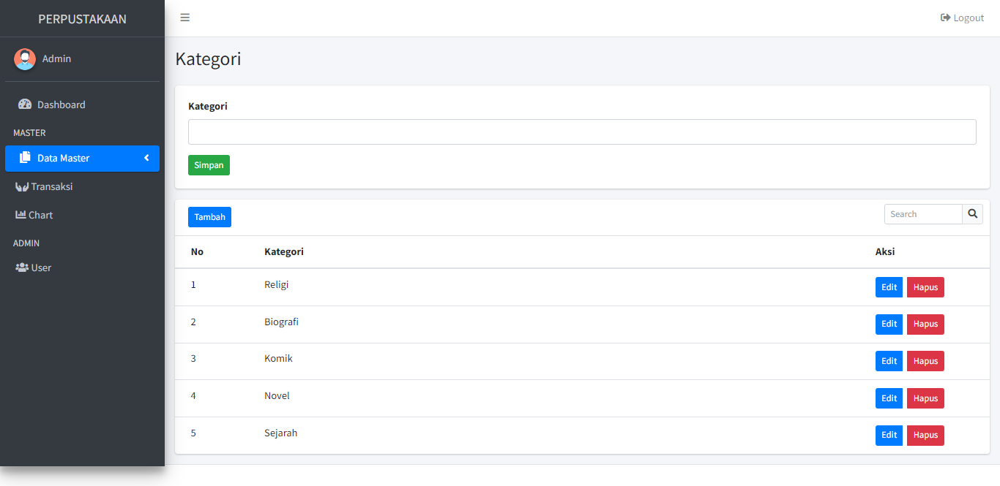 PERPUSTAKAAN
Logout
Admin
Kategori
Dashboard
Kategori
MASTER
Data Master
Simpan
Transaksi
Chart
Tambah
Search
ADMIN
No Kategori Aksi
User
1 Religi Edit Hapus
2 Biografi Edit Hapus
3 Komik Edit Hapus
4 Novel Edit Hapus
5 Sejarah Edit Hapus